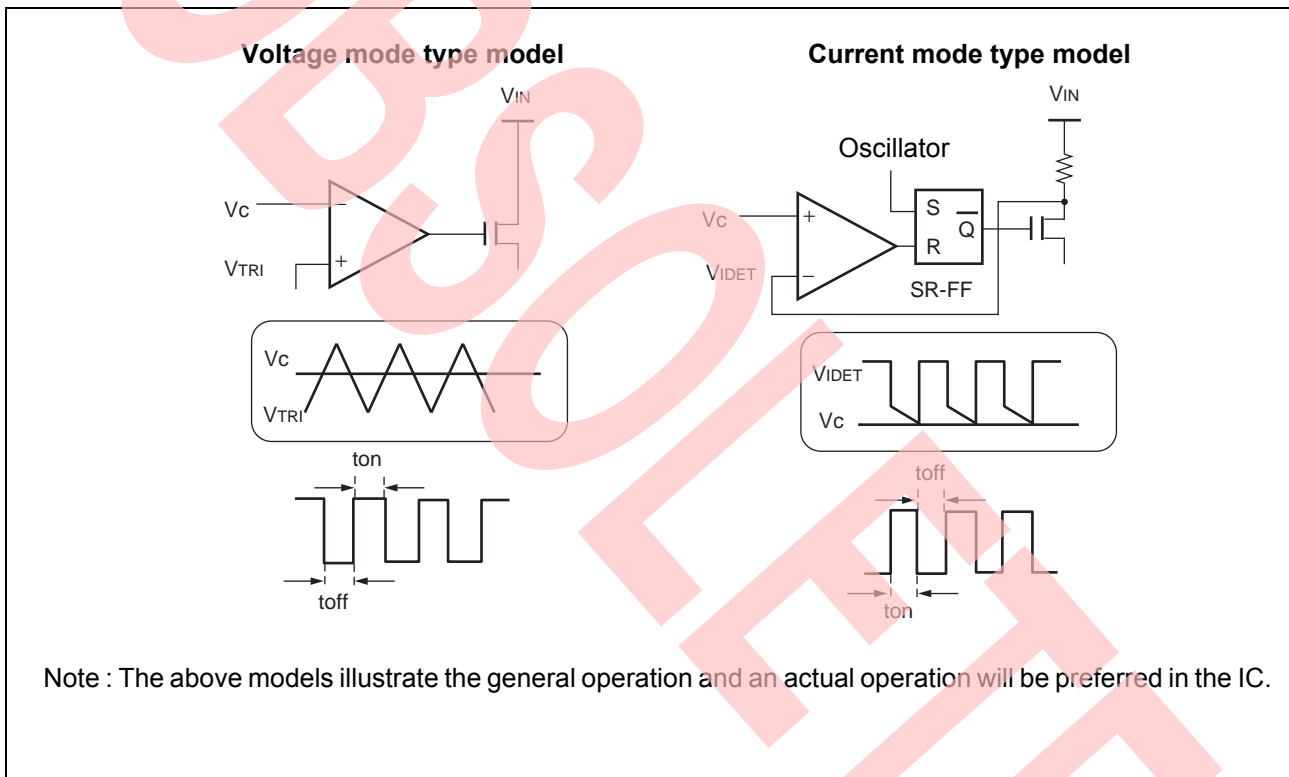 Voltage mode type model
VIN
Vc
−
VTRI
+
Vc
VTRI
ton
toff
Current mode type model
VIN
Oscillator
Vc
+
VIDET
−
S
R
Q
SR-FF
VIDET
Vc
toff
ton
Note : The above models illustrate the general operation and an actual operation will be preferred in the IC.
OBSOLETE